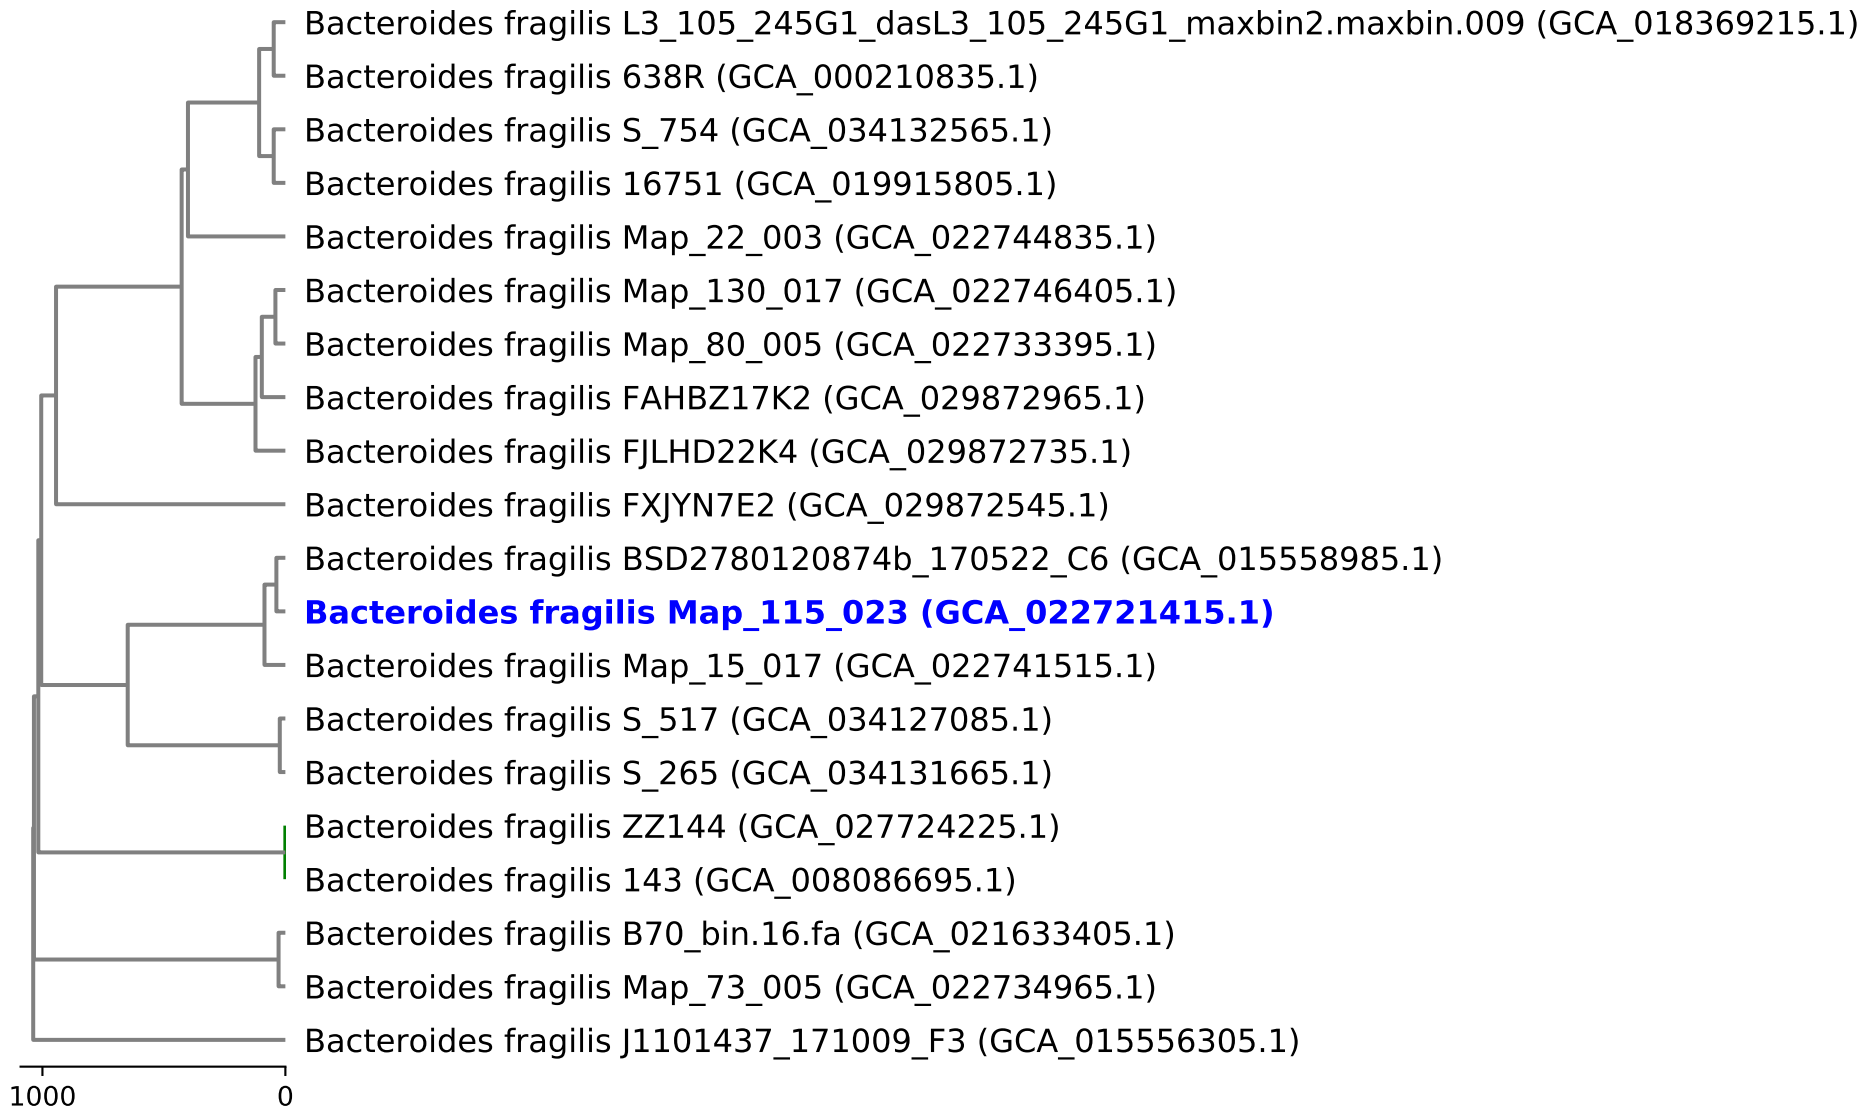 Bacteroides fragilis L3_105_245G1_dasL3_105_245G1_maxbin2.maxbin.009 (GCA_018369215.1)
Bacteroides fragilis 638R (GCA_000210835.1)
Bacteroides fragilis S_754 (GCA_034132565.1)
Bacteroides fragilis 16751 (GCA_019915805.1)
Bacteroides fragilis Map_22_003 (GCA_022744835.1)
Bacteroides fragilis Map_130_017 (GCA_022746405.1)
Bacteroides fragilis Map_80_005 (GCA_022733395.1)
Bacteroides fragilis FAHBZ17K2 (GCA_029872965.1)
Bacteroides fragilis FJLHD22K4 (GCA_029872735.1)
Bacteroides fragilis FXJYN7E2 (GCA_029872545.1)
Bacteroides fragilis BSD2780120874b_170522_C6 (GCA_015558985.1)
Bacteroides fragilis Map_115_023 (GCA_022721415.1)
Bacteroides fragilis Map_15_017 (GCA_022741515.1)
Bacteroides fragilis S_517 (GCA_034127085.1)
Bacteroides fragilis S_265 (GCA_034131665.1)
Bacteroides fragilis ZZ144 (GCA_027724225.1)
Bacteroides fragilis 143 (GCA_008086695.1)
Bacteroides fragilis B70_bin.16.fa (GCA_021633405.1)
Bacteroides fragilis Map_73_005 (GCA_022734965.1)
Bacteroides fragilis J1101437_171009_F3 (GCA_015556305.1)
1000 0